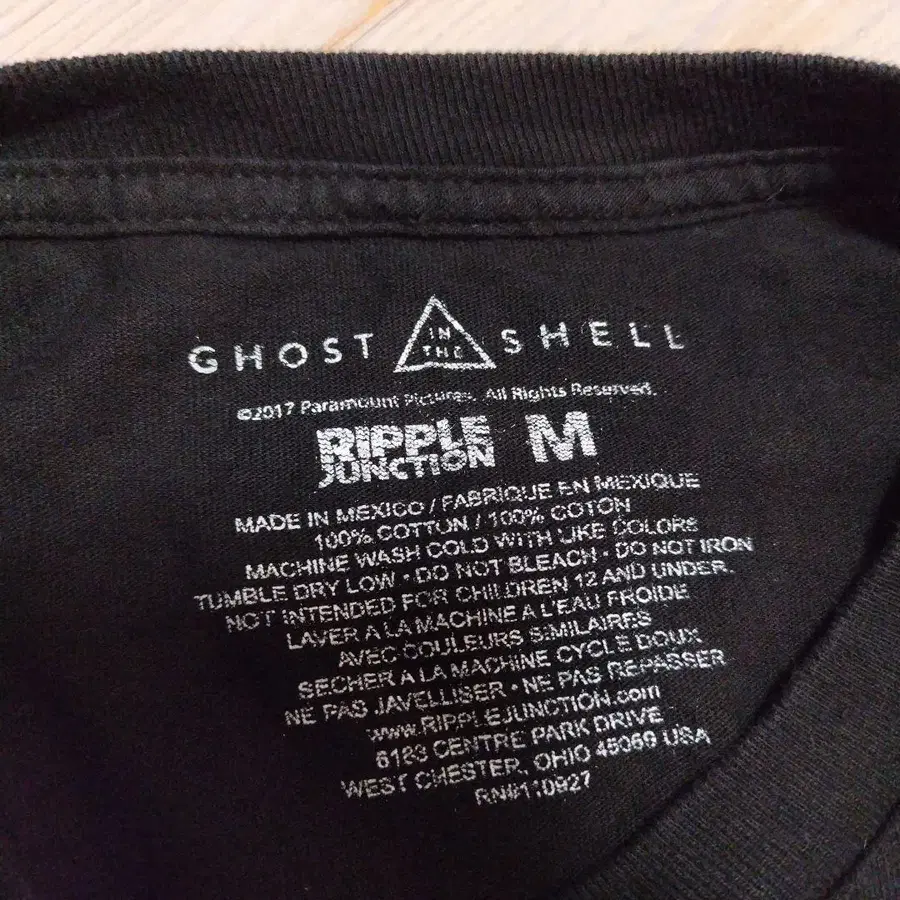 GHOST IN THE SHELL
©2017 Paramount Pictures. All Rights Reserved.
RIPPLE JUNCTION M
MADE IN MEXICO / FABRIQUE EN MEXIQUE
100% COTTON / 100% COTON
MACHINE WASH COLD WITH LIKE COLORS
TUMBLE DRY LOW • DO NOT BLEACH • DO NOT IRON
NOT INTENDED FOR CHILDREN 12 AND UNDER.
LAVER A LA MACHINE A L'EAU FROIDE
AVEC COULEURS SIMILAIRES
SECHER A LA MACHINE CYCLE DOUX
NE PAS JAVELLISER • NE PAS REPASSER
www.RIPPLEJUNCTION.com
6183 CENTRE PARK DRIVE
WEST CHESTER, OHIO 45069 USA
RN#110927